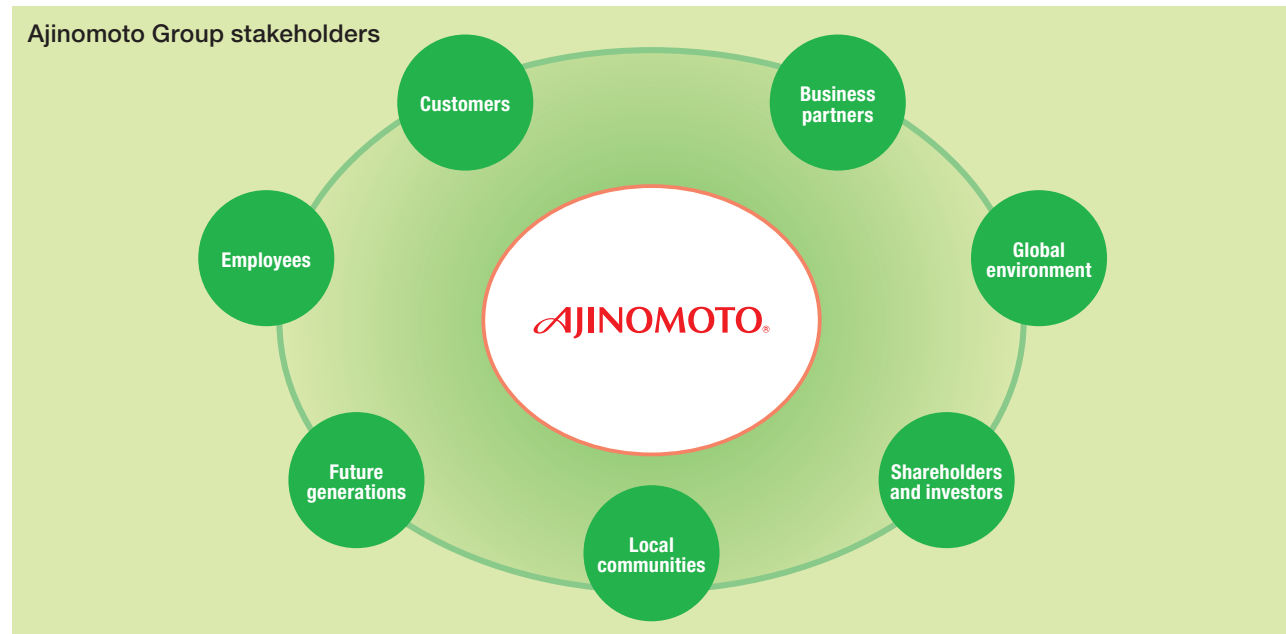 Ajinomoto Group stakeholders
Customers
Business
partners
Employees
Global
environment
AJINOMOTO®
Future
generations
Shareholders
and investors
Local
communities